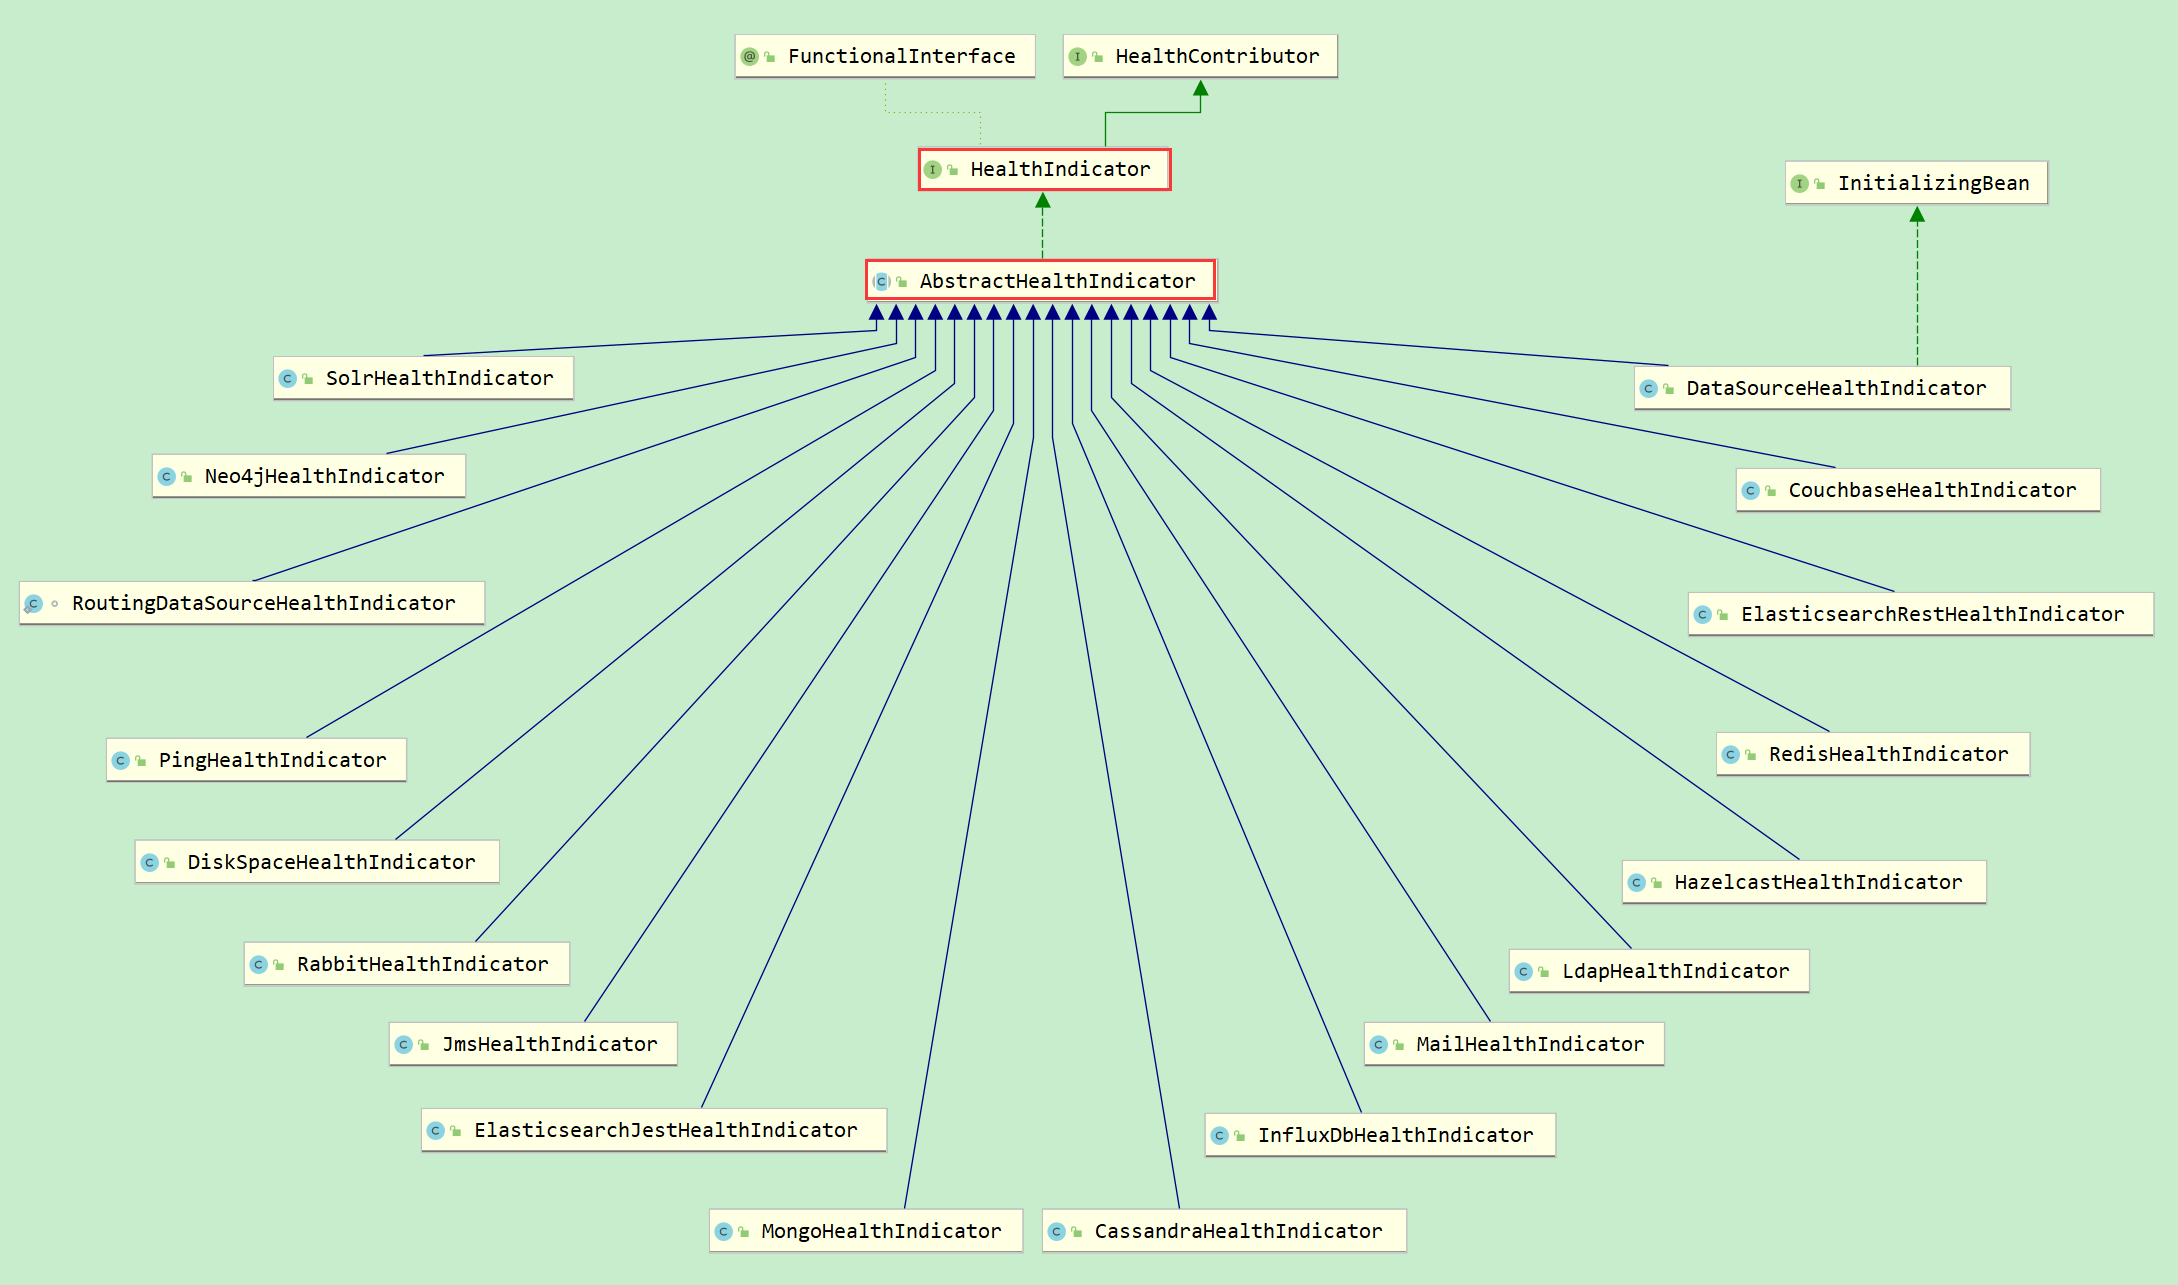 FunctionalInterface
HealthContributor
HealthIndicator
InitializingBean
AbstractHealthIndicator
SolrHealthIndicator
DataSourceHealthIndicator
Neo4jHealthIndicator
CouchbaseHealthIndicator
RoutingDataSourceHealthIndicator
ElasticsearchRestHealthIndicator
PingHealthIndicator
RedisHealthIndicator
DiskSpaceHealthIndicator
HazelcastHealthIndicator
RabbitHealthIndicator
LdapHealthIndicator
JmsHealthIndicator
MailHealthIndicator
ElasticsearchJestHealthIndicator
InfluxDbHealthIndicator
MongoHealthIndicator
CassandraHealthIndicator